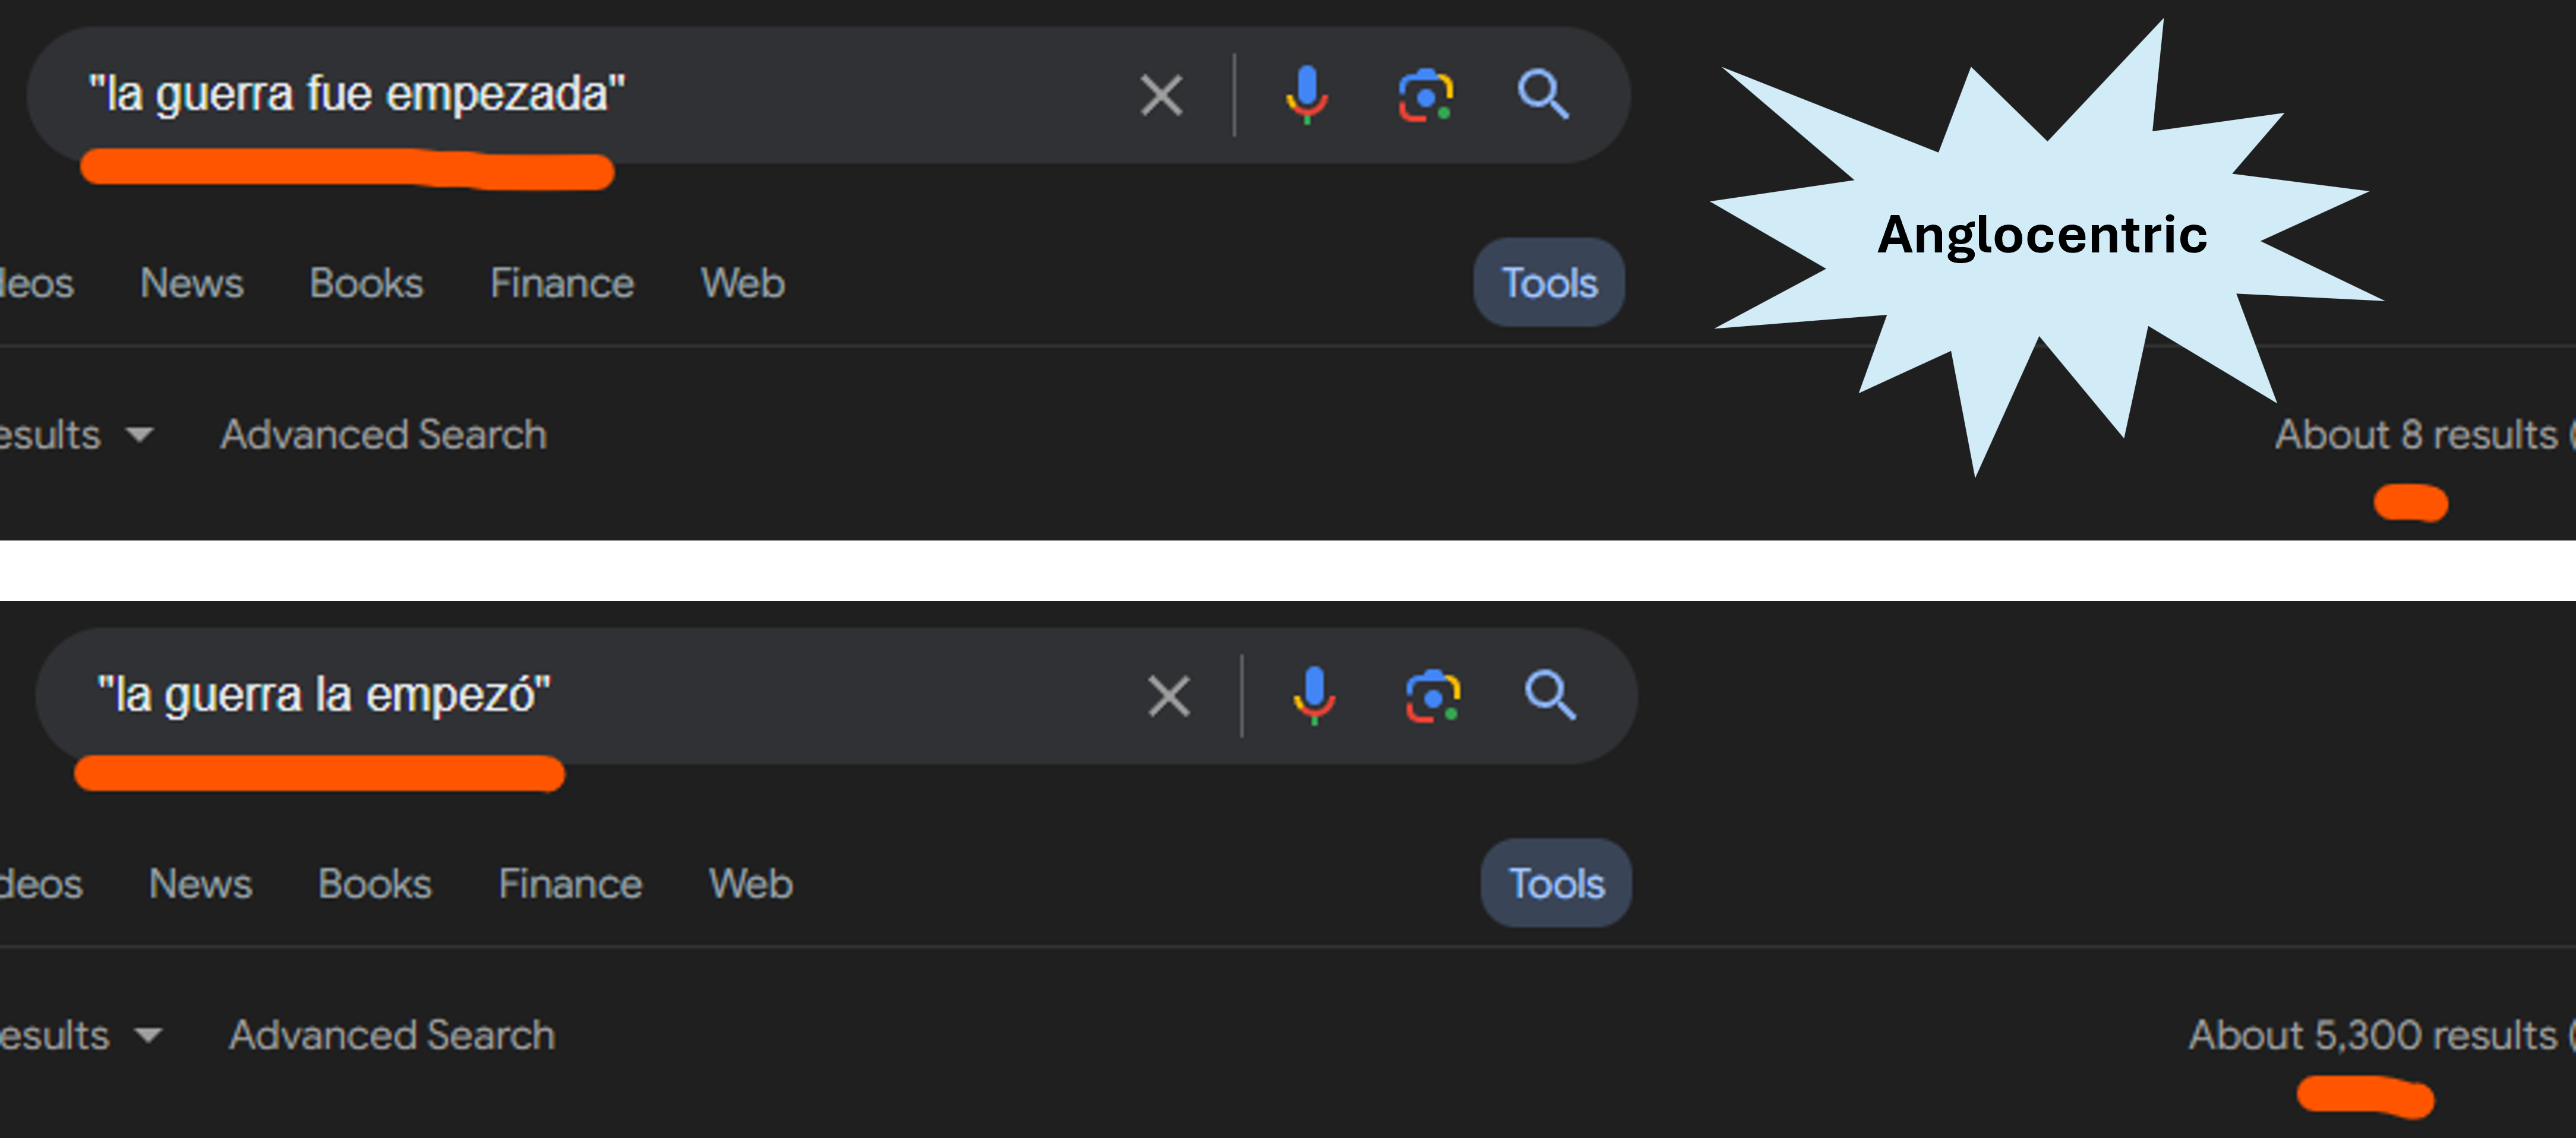 "la guerra fue empezada"
Anglocentric
deos News Books Finance Web Tools
esults Advanced Search About 8 results (
"la guerra la empezó"
deos News Books Finance Web Tools
esults Advanced Search About 5,300 results (